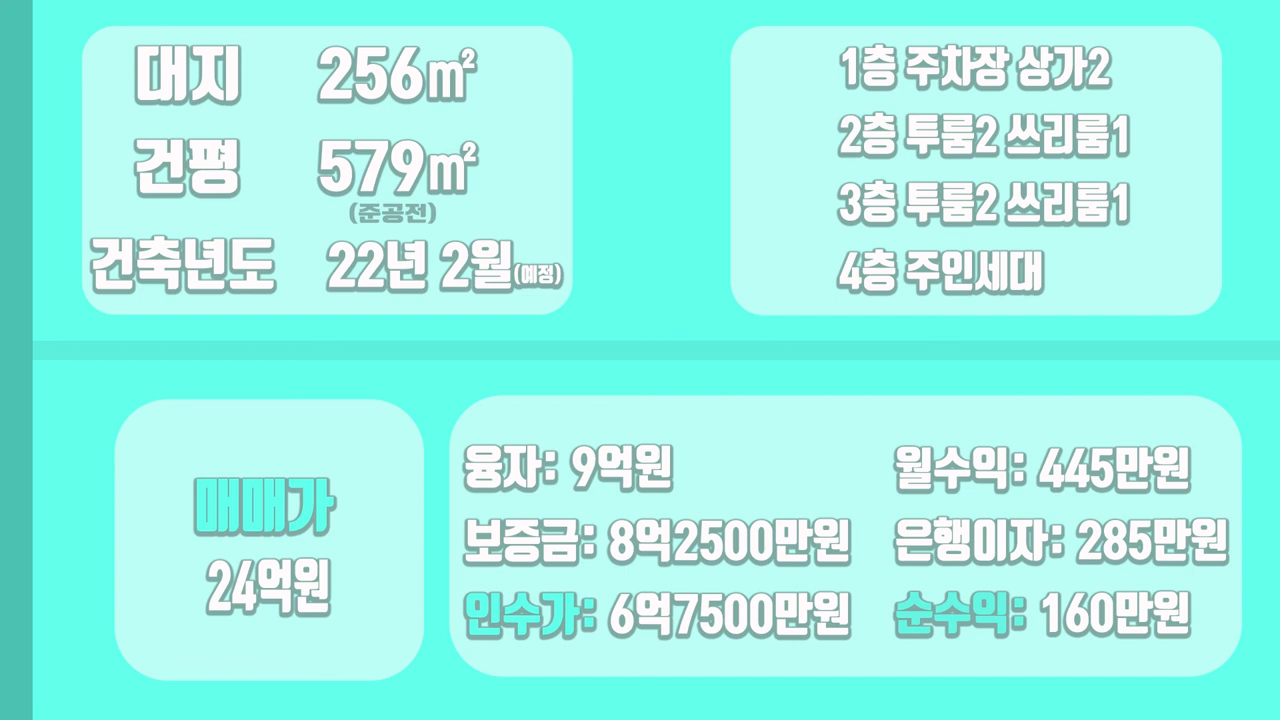 대지 256㎡
건평 579㎡
(준공전)
건축년도 22년 2월(예정)
1층 주차장 상가2
2층 투룸2 쓰리룸1
3층 투룸2 쓰리룸1
4층 주인세대
매매가
24억원
융자: 9억원
보증금: 8억2500만원
인수가: 6억7500만원
월수익: 445만원
은행이자: 285만원
순수익: 160만원